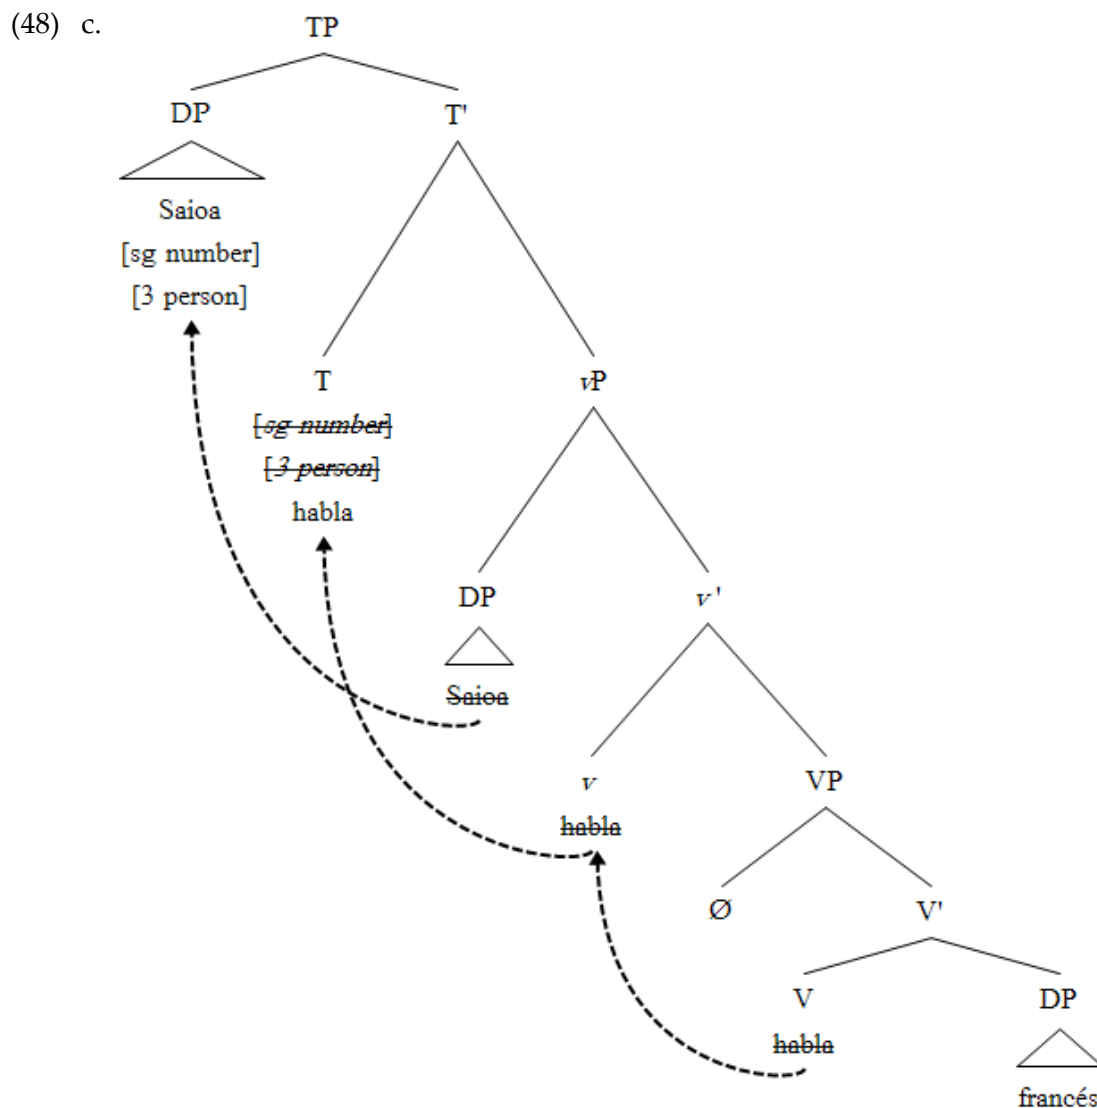 (48) c.
TP
DP T'
Saioa
[sg number]
[3 person]
T vP
[sg number]
[3 person]
habla
DP v'
Saioa
v VP
habla
Ø V'
V DP
habla
francés